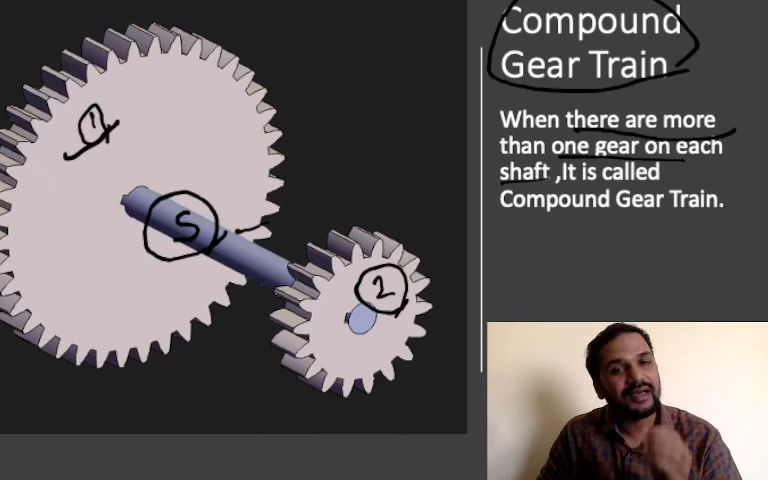 Compound
Gear Train
When there are more
than one gear on each
shaft ,It is called
Compound Gear Train.
1
S
2